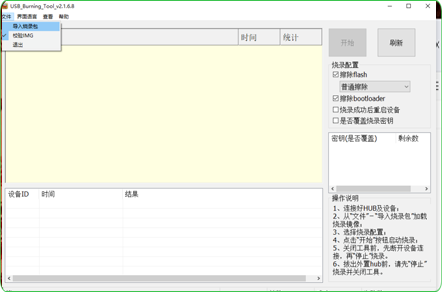 USB_Burning_Tool_v2.1.6.8
文件 界面语言 查看 帮助
导入烧录包
校验IMG
退出
时间 统计
开始 刷新
烧录配置
擦除flash
普通擦除
擦除bootloader
烧录成功后重启设备
是否覆盖烧录密钥
密钥(是否覆盖) 剩余数
设备ID 时间 结果
操作说明
1、连接好HUB及设备;
2、从"文件"-"导入烧录包"加载
烧录镜像;
3、选择烧录配置;
4、点击"开始"按钮启动烧录;
5、关闭工具前，先断开设备连
接，再"停止"烧录。
6、拔出外置hub前，请先"停止"
烧录并关闭工具。